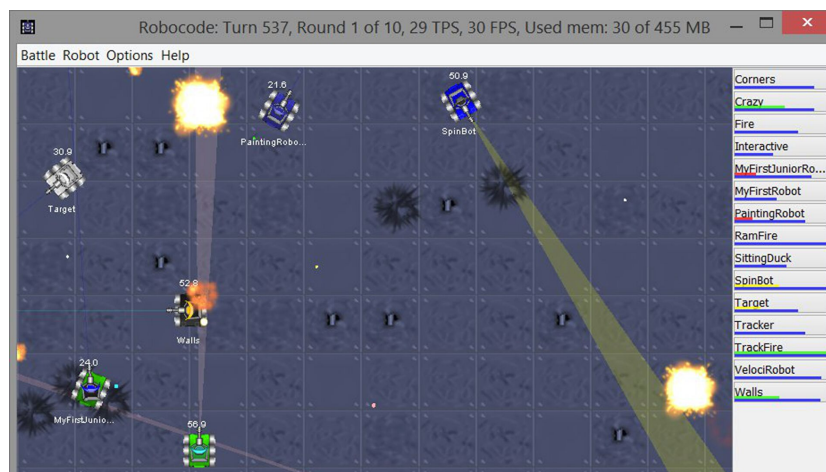 Robocode: Turn 537, Round 1 of 10, 29 TPS, 30 FPS, Used mem: 30 of 455 MB
Battle Robot Options Help
21.6
PaintingRobo...
50.9
SpinBot
30.9
Target
52.8
Walls
24.0
MyFirstJunio...
56.9
Corners
Crazy
Fire
Interactive
MyFirstJuniorRo...
MyFirstRobot
PaintingRobot
RamFire
SittingDuck
SpinBot
Target
Tracker
TrackFire
VelociRobot
Walls